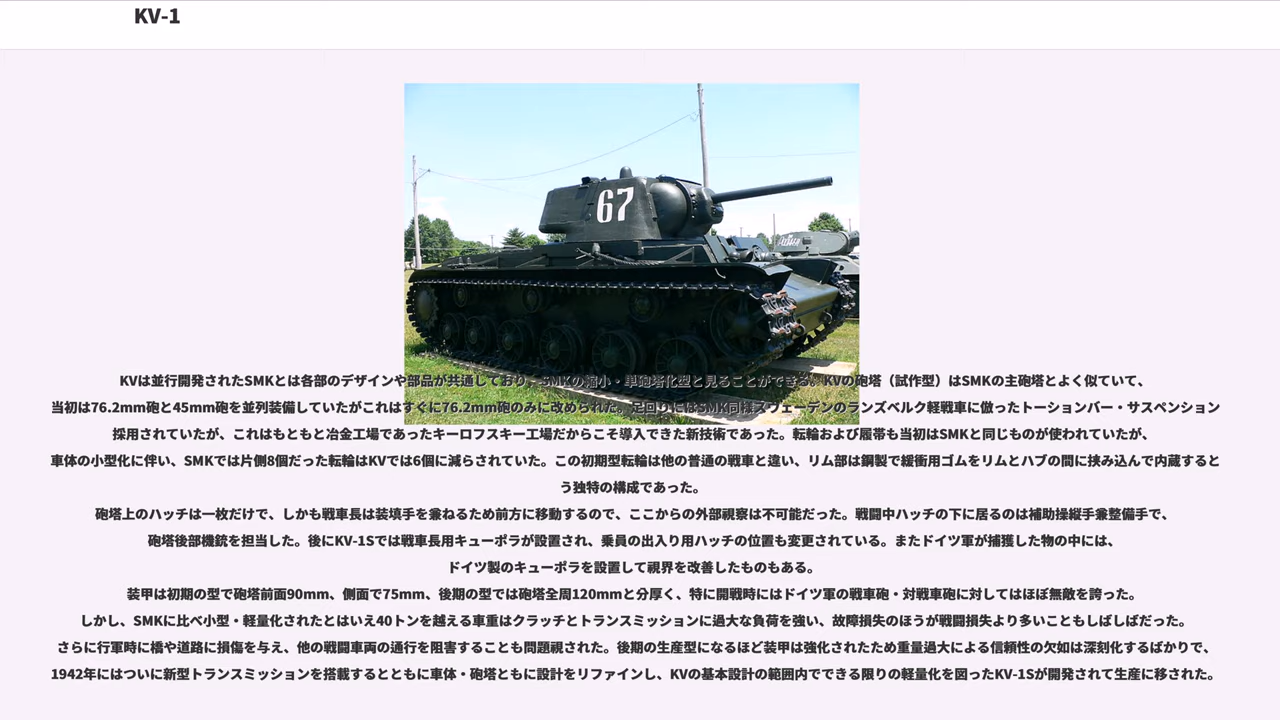 KV-1
67
KVは並行開発されたSMKとは各部のデザインや部品が共通しており、SMKの縮小・単砲塔化型と見ることができる。KVの砲塔（試作型）はSMKの主砲塔とよく似ていて、
当初は76.2mm砲と45mm砲を並列装備していたがこれはすぐに76.2mm砲のみに改められた。足回りにはSMK同様スウェーデンのランズベルク軽戦車に倣ったトーションバー・サスペンション
採用されていたが、これはもともと冶金工場であったキーロフスキー工場だからこそ導入できた新技術であった。転輪および履帯も当初はSMKと同じものが使われていたが、
車体の小型化に伴い、SMKでは片側8個だった転輪はKVでは6個に減らされていた。この初期型転輪は他の普通の戦車と違い、リム部は鋼製で緩衝用ゴムをリムとハブの間に挟み込んで内蔵すると
う独特の構成であった。
砲塔上のハッチは一枚だけで、しかも戦車長は装填手を兼ねるため前方に移動するので、ここからの外部視察は不可能だった。戦闘中ハッチの下に居るのは補助操縦手兼整備手で、
砲塔後部機銃を担当した。後にKV-1Sでは戦車長用キューポラが設置され、乗員の出入り用ハッチの位置も変更されている。またドイツ軍が捕獲した物の中には、
ドイツ製のキューポラを設置して視界を改善したものもある。
装甲は初期の型で砲塔前面90mm、側面で75mm、後期の型では砲塔全周120mmと分厚く、特に開戦時にはドイツ軍の戦車砲・対戦車砲に対してはほぼ無敵を誇った。
しかし、SMKに比べ小型・軽量化されたとはいえ40トンを越える車重はクラッチとトランスミッションに過大な負荷を強い、故障損失のほうが戦闘損失より多いこともしばしばだった。
さらに行軍時に橋や道路に損傷を与え、他の戦闘車両の通行を阻害することも問題視された。後期の生産型になるほど装甲は強化されたため重量過大による信頼性の欠如は深刻化するばかりで、
1942年にはついに新型トランスミッションを搭載するとともに車体・砲塔ともに設計をリファインし、KVの基本設計の範囲内でできる限りの軽量化を図ったKV-1Sが開発されて生産に移された。